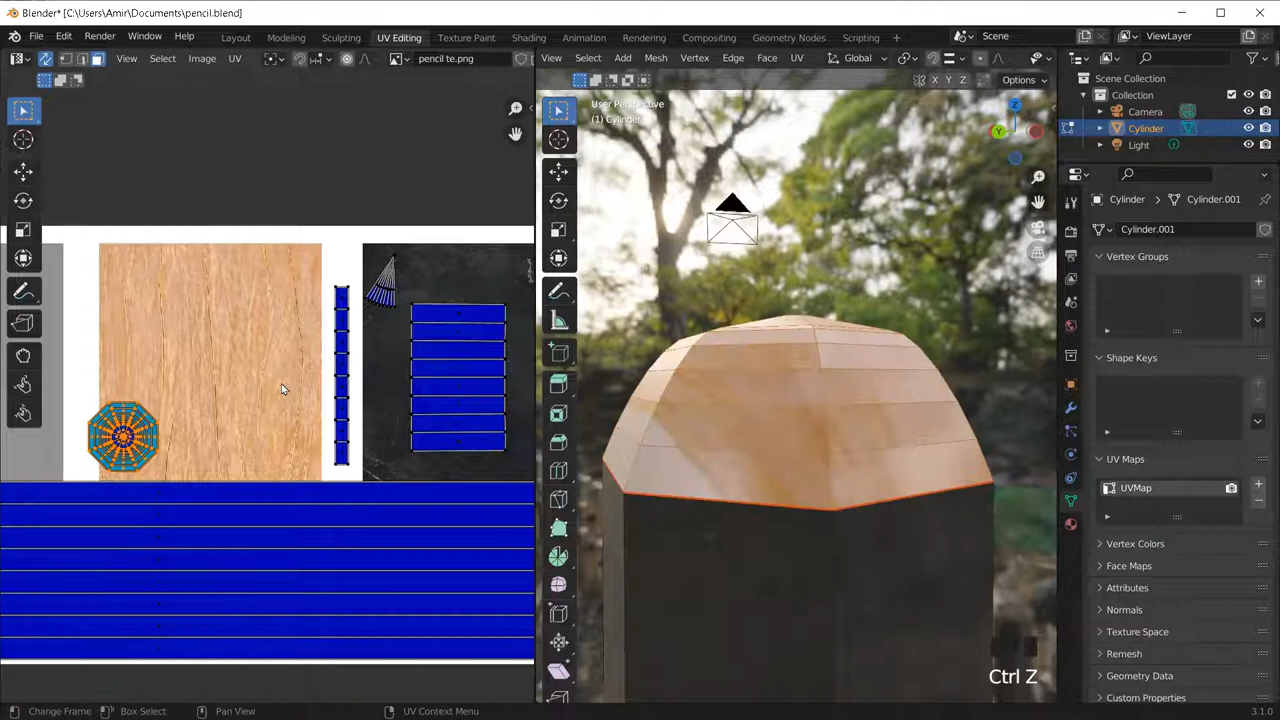 Blender* [C:\Users\Amir\Documents\pencil.blend]
File Edit Render Window Help Layout Modeling Sculpting UV Editing Texture Paint Shading Animation Rendering Compositing Geometry Nodes Scripting + Scene ViewLayer
View Select Image UV pencil te.png View Select Add Mesh Vertex Edge Face UV Global
X Y Z Options
Scene Collection
Collection
Camera
Cylinder
Light
User Perspective
(1) Cylinder
Z
Y
Cylinder Cylinder.001
Cylinder.001
Vertex Groups
Shape Keys
UV Maps
UVMap
Vertex Colors
Face Maps
Attributes
Normals
Texture Space
Remesh
Geometry Data
Custom Properties
Ctrl Z
Change Frame Box Select Pan View UV Context Menu 3.1.0